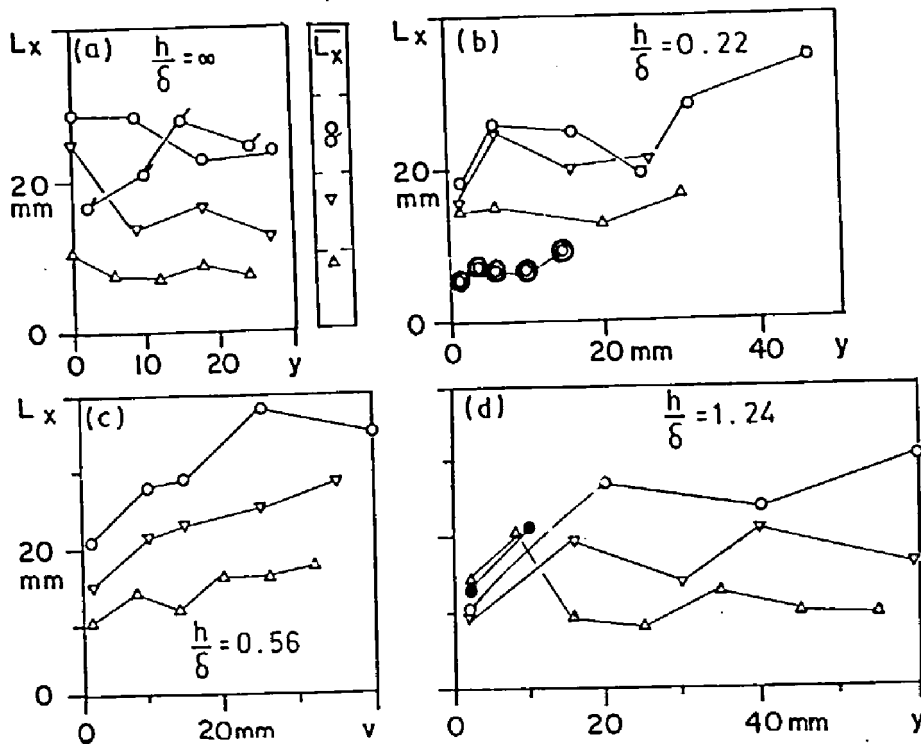 Lx (a) h/δ = ∞
L̅x̅
20
mm
0
0 10 20 y
Lx (b) h/δ = 0.22
20
mm
0
0 20 mm 40 y
Lx (c)
20
mm
h/δ = 0.56
0
0 20mm y
(d) h/δ = 1.24
0 20 40 mm y